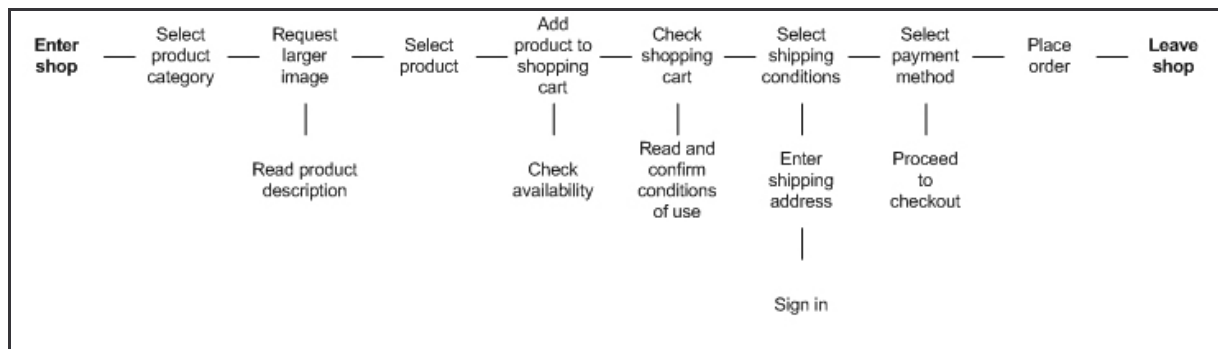 Enter
shop
Select
product
category
Request
larger
image
Select
product
Add
product to
shopping
cart
Check
shopping
cart
Select
shipping
conditions
Select
payment
method
Place
order
Leave
shop
Read product
description
Check
availability
Read and
confirm
conditions
of use
Enter
shipping
address
Proceed
to
checkout
Sign in